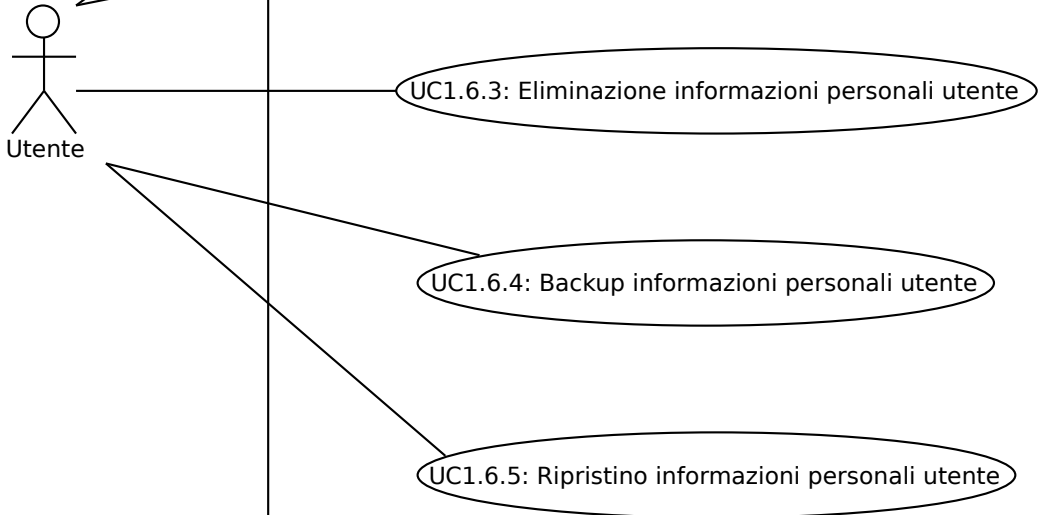 UC1.6.3: Eliminazione informazioni personali utente
Utente
UC1.6.4: Backup informazioni personali utente
UC1.6.5: Ripristino informazioni personali utente